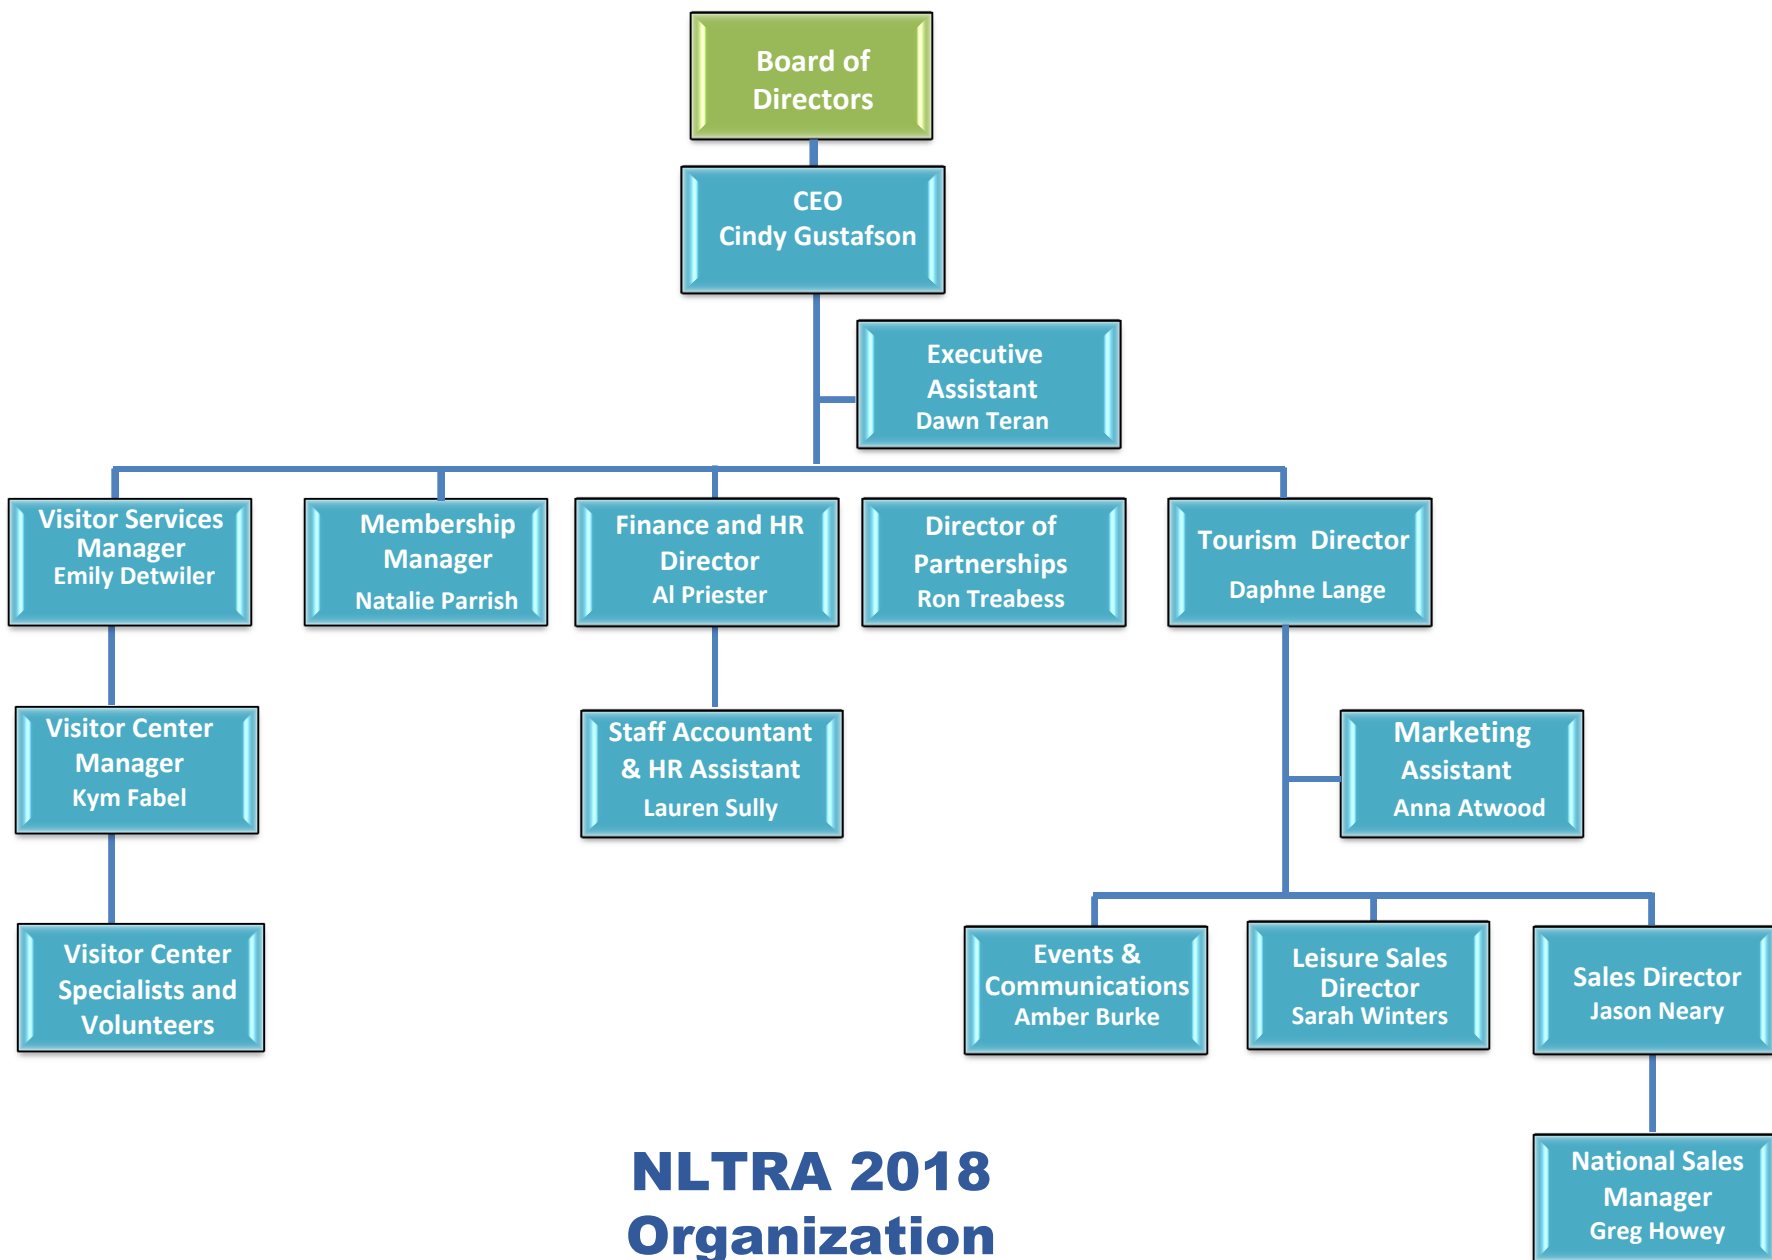 Board of
Directors
CEO
Cindy Gustafson
Executive
Assistant
Dawn Teran
Visitor Services
Manager
Emily Detwiler
Membership
Manager
Natalie Parrish
Finance and HR
Director
Al Priester
Director of
Partnerships
Ron Treabess
Tourism Director
Daphne Lange
Visitor Center
Manager
Kym Fabel
Staff Accountant
& HR Assistant
Lauren Sully
Marketing
Assistant
Anna Atwood
Visitor Center
Specialists and
Volunteers
Events &
Communications
Amber Burke
Leisure Sales
Director
Sarah Winters
Sales Director
Jason Neary
National Sales
Manager
Greg Howey
NLTRA 2018
Organization